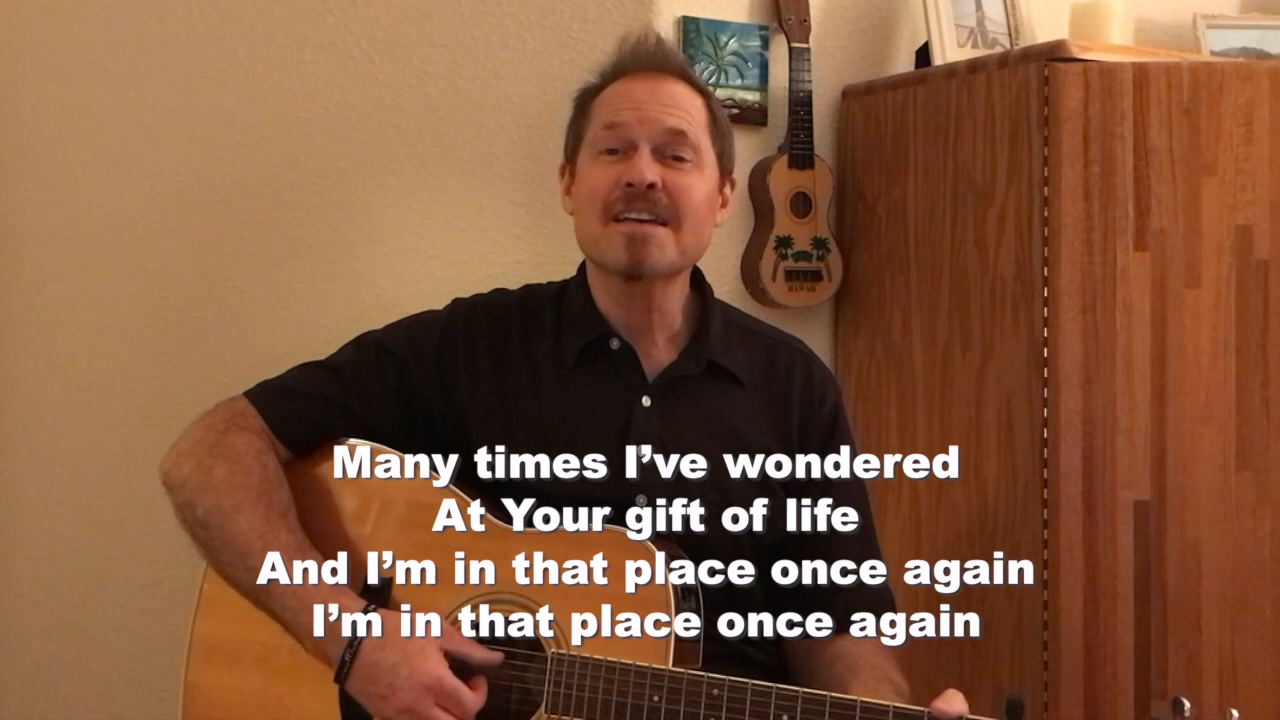 HAWAII
Many times I've wondered
At Your gift of life
And I'm in that place once again
I'm in that place once again